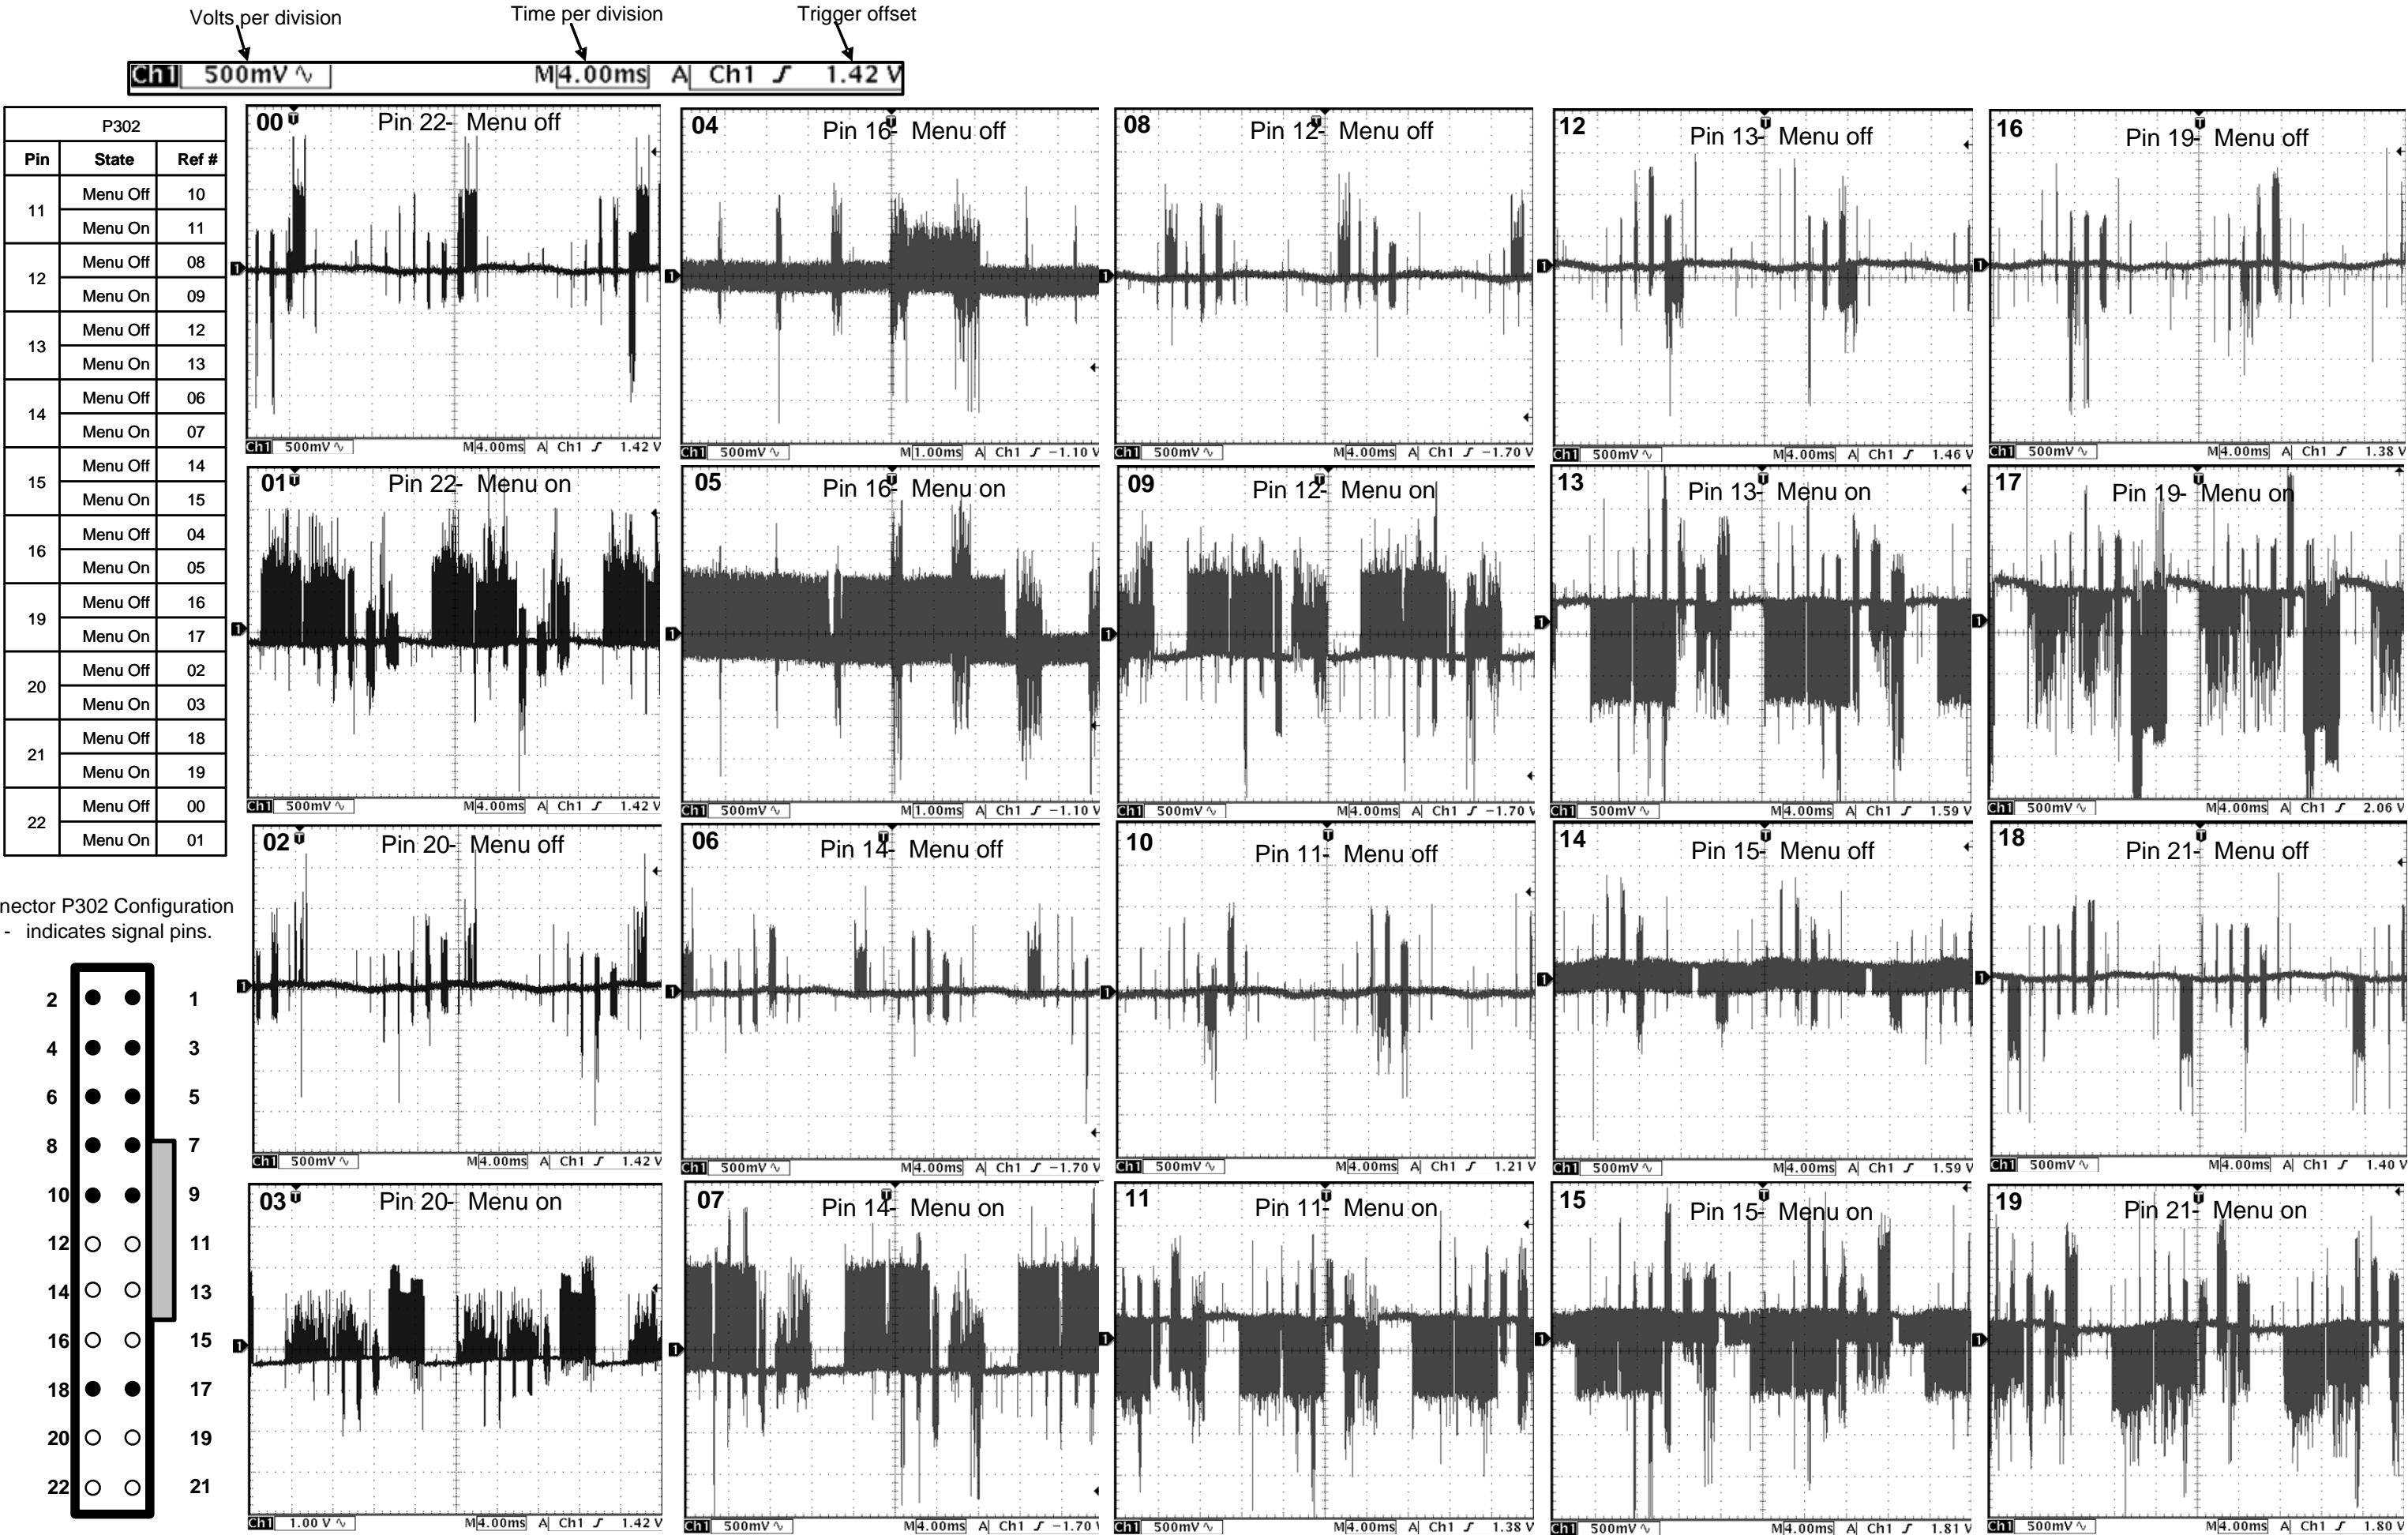 Volts per division
Time per division
Trigger offset
Ch1 500mV M 4.00ms A Ch1 1.42 V
P302
Pin State Ref #
11 Menu Off 10
Menu On 11
12 Menu Off 08
Menu On 09
13 Menu Off 12
Menu On 13
14 Menu Off 06
Menu On 07
15 Menu Off 14
Menu On 15
16 Menu Off 04
Menu On 05
19 Menu Off 16
Menu On 17
20 Menu Off 02
Menu On 03
21 Menu Off 18
Menu On 19
22 Menu Off 00
Menu On 01
nector P302 Configuration
- indicates signal pins.
2 1
4 3
6 5
8 7
10 9
12 11
14 13
16 15
18 17
20 19
22 21
00 Pin 22- Menu off
Ch1 500mV M 4.00ms A Ch1 1.42 V
04 Pin 16- Menu off
Ch1 500mV M 1.00ms A Ch1 -1.10 V
08 Pin 12- Menu off
Ch1 500mV M 4.00ms A Ch1 -1.70 V
12 Pin 13- Menu off
Ch1 500mV M 4.00ms A Ch1 1.46 V
16 Pin 19- Menu off
Ch1 500mV M 4.00ms A Ch1 1.38 V
01 Pin 22- Menu on
Ch1 500mV M 4.00ms A Ch1 1.42 V
05 Pin 16- Menu on
Ch1 500mV M 1.00ms A Ch1 -1.10 V
09 Pin 12- Menu on
Ch1 500mV M 4.00ms A Ch1 -1.70 V
13 Pin 13- Menu on
Ch1 500mV M 4.00ms A Ch1 1.59 V
17 Pin 19- Menu on
Ch1 500mV M 4.00ms A Ch1 2.06 V
02 Pin 20- Menu off
Ch1 500mV M 4.00ms A Ch1 1.42 V
06 Pin 14- Menu off
Ch1 500mV M 4.00ms A Ch1 -1.70 V
10 Pin 11- Menu off
Ch1 500mV M 4.00ms A Ch1 1.21 V
14 Pin 15- Menu off
Ch1 500mV M 4.00ms A Ch1 1.59 V
18 Pin 21- Menu off
Ch1 500mV M 4.00ms A Ch1 1.40 V
03 Pin 20- Menu on
Ch1 1.00 V M 4.00ms A Ch1 1.42 V
07 Pin 14- Menu on
Ch1 500mV M 4.00ms A Ch1 -1.70 V
11 Pin 11- Menu on
Ch1 500mV M 4.00ms A Ch1 1.38 V
15 Pin 15- Menu on
Ch1 500mV M 4.00ms A Ch1 1.81 V
19 Pin 21- Menu on
Ch1 500mV M 4.00ms A Ch1 1.80 V